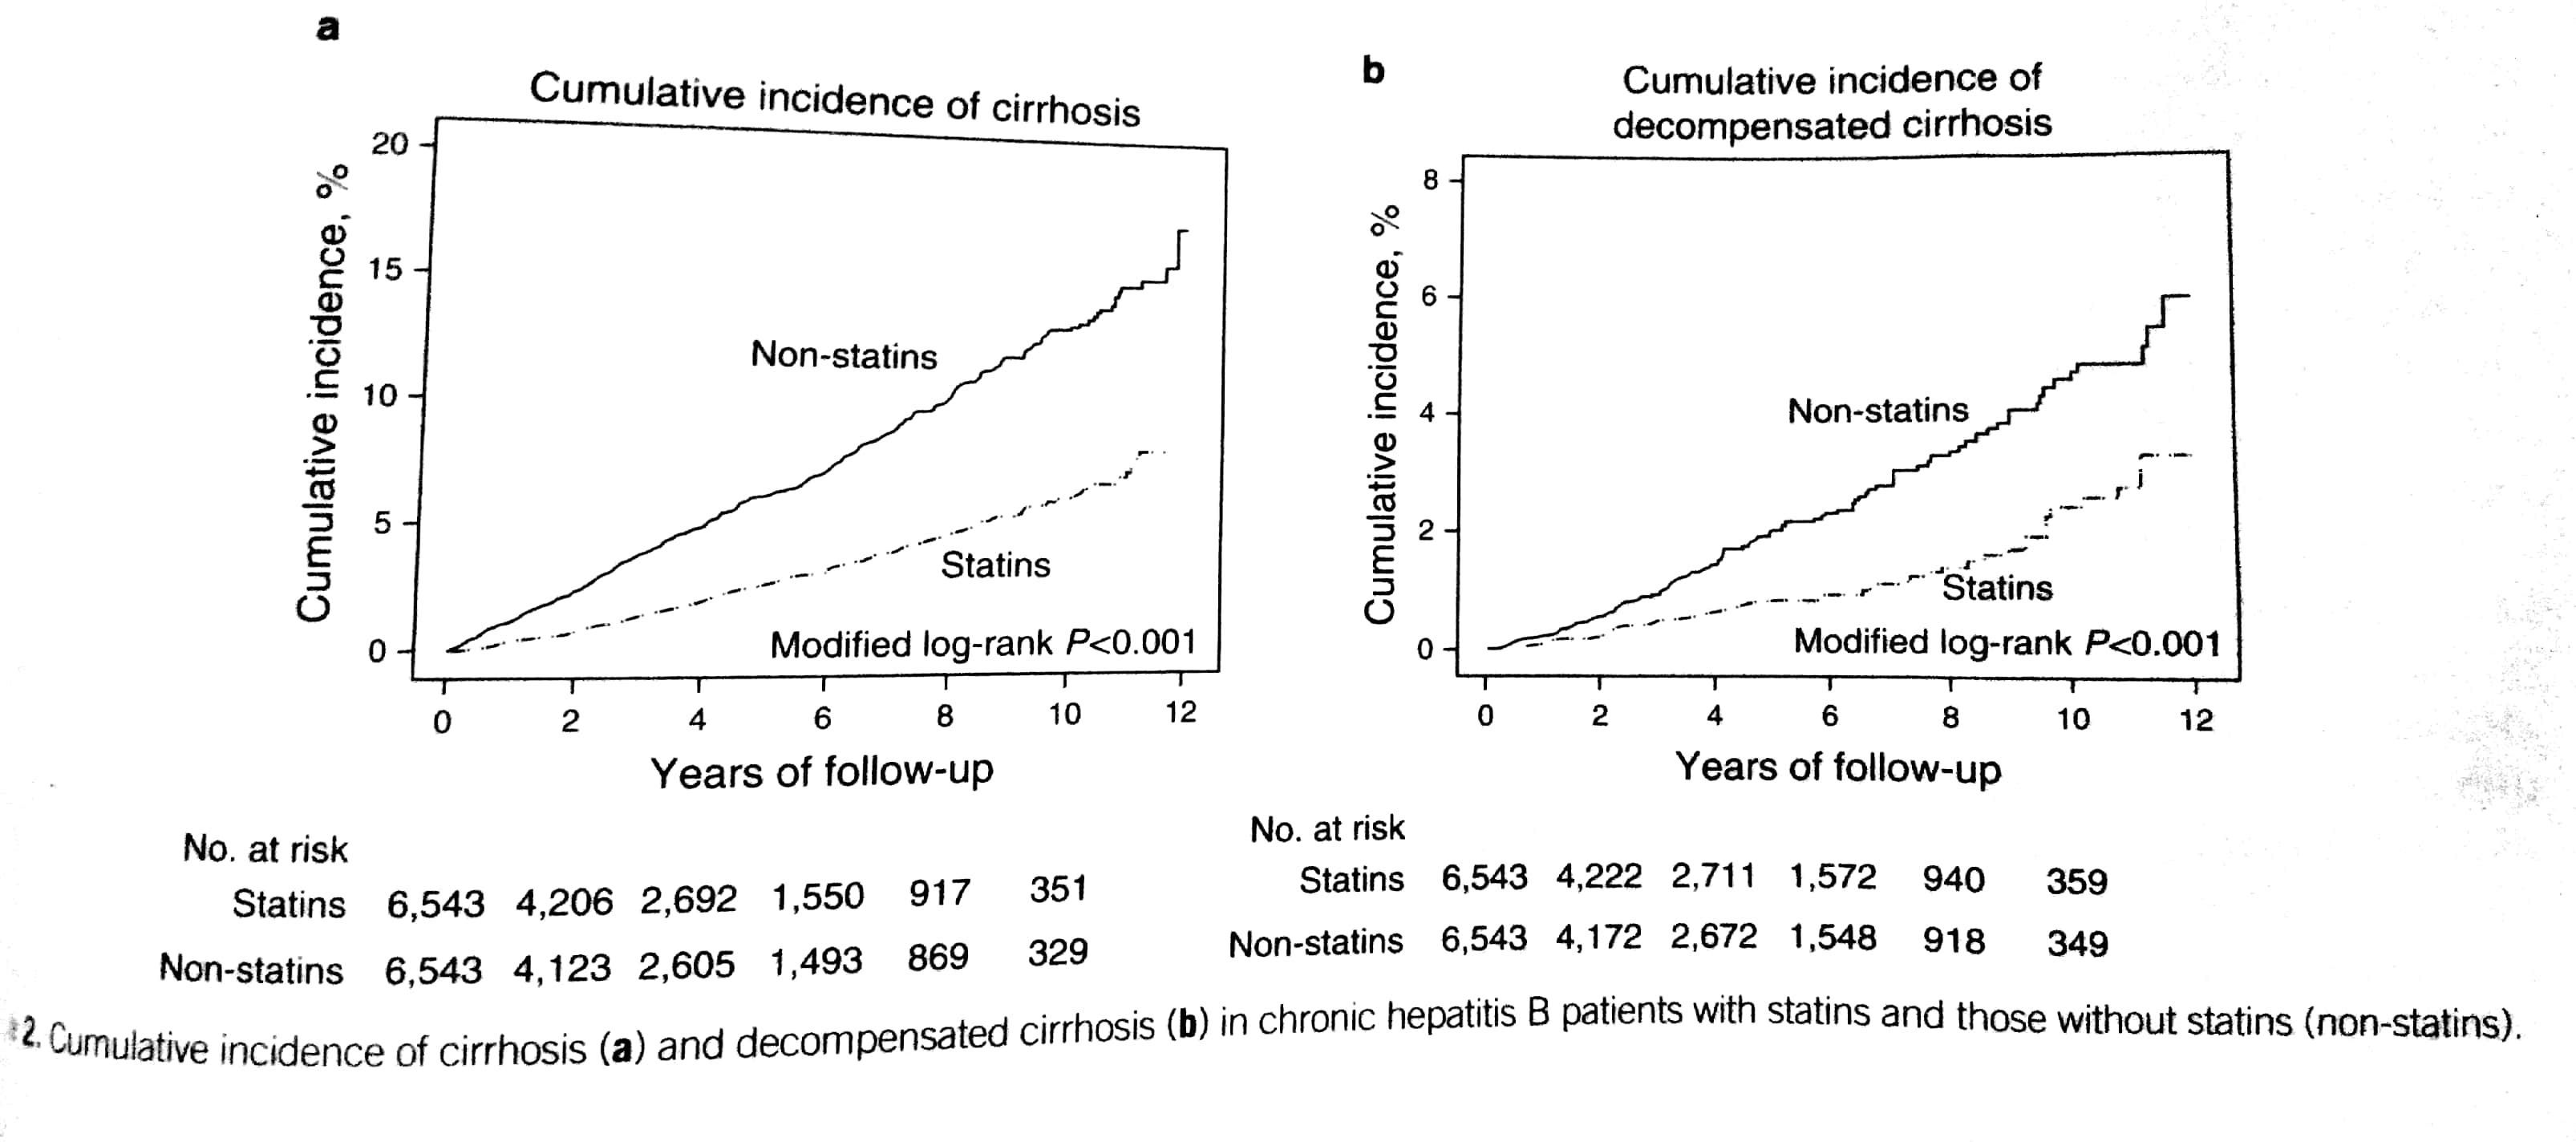 a
Cumulative incidence of cirrhosis
Cumulative incidence, %
20
15
10
5
0
Non-statins
Statins
Modified log-rank P<0.001
0 2 4 6 8 10 12
Years of follow-up
No. at risk
Statins 6,543 4,206 2,692 1,550 917 351
Non-statins 6,543 4,123 2,605 1,493 869 329
b
Cumulative incidence of
decompensated cirrhosis
Cumulative incidence, %
8
6
4
2
0
Non-statins
Statins
Modified log-rank P<0.001
0 2 4 6 8 10 12
Years of follow-up
No. at risk
Statins 6,543 4,222 2,711 1,572 940 359
Non-statins 6,543 4,172 2,672 1,548 918 349
2. Cumulative incidence of cirrhosis (a) and decompensated cirrhosis (b) in chronic hepatitis B patients with statins and those without statins (non-statins).